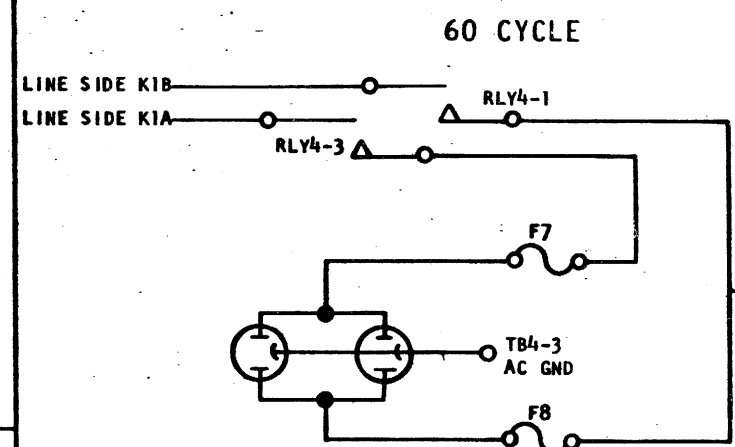 60 CYCLE
LINE SIDE K1B
RLY4-1
LINE SIDE K1A
RLY4-3
F7
TB4-3
AC GND
F8